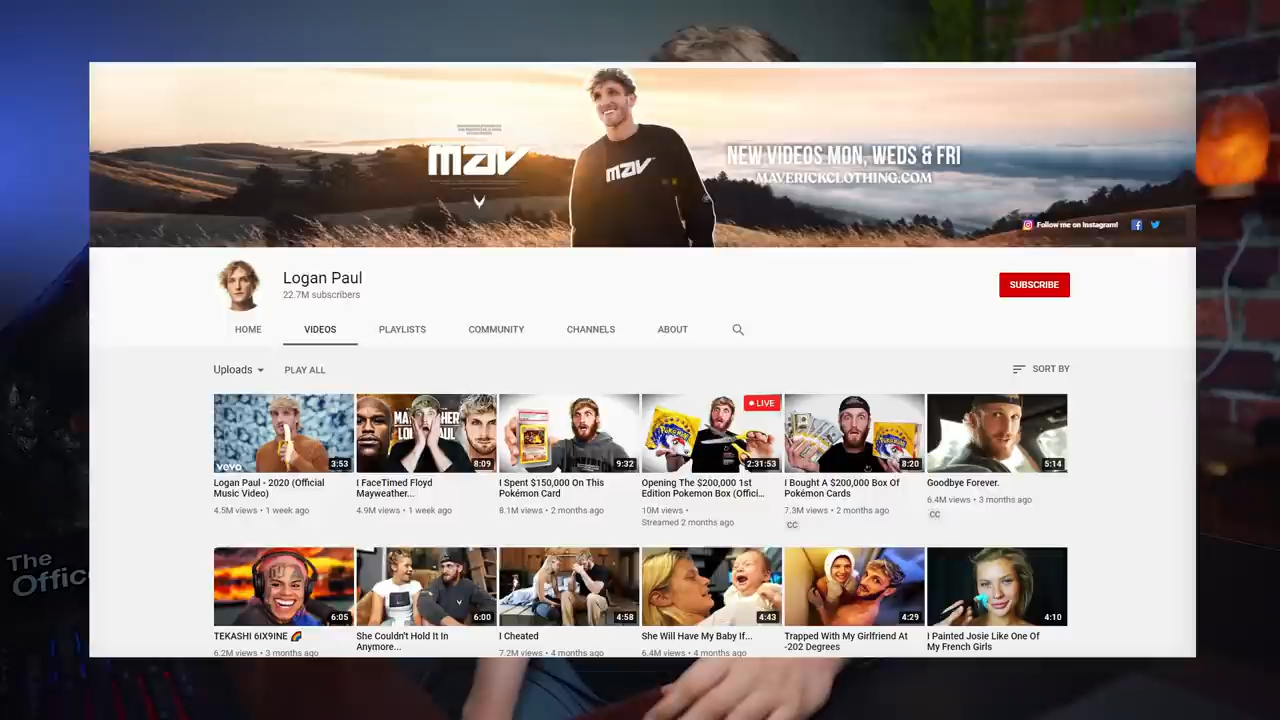 mav
mav
NEW VIDEOS MON, WEDS & FRI
MAVERICKCLOTHING.COM
Follow me on Instagram!
Logan Paul
22.7M subscribers
SUBSCRIBE
HOME
VIDEOS
PLAYLISTS
COMMUNITY
CHANNELS
ABOUT
Uploads
PLAY ALL
SORT BY
vevo
3:53
8:09
9:32
LIVE
2:31:53
8:20
5:14
Logan Paul - 2020 (Official
Music Video)
4.5M views • 1 week ago
I FaceTimed Floyd
Mayweather...
4.9M views • 1 week ago
I Spent $150,000 On This
Pokémon Card
8.1M views • 2 months ago
Opening The $200,000 1st
Edition Pokemon Box (Offici...
10M views •
Streamed 2 months ago
I Bought A $200,000 Box Of
Pokémon Cards
7.3M views • 2 months ago
CC
Goodbye Forever.
6.4M views • 3 months ago
CC
6:05
6:00
4:58
4:43
4:29
4:10
TEKASHI 6IX9INE 🌈
6.2M views • 3 months ago
She Couldn't Hold It In
Anymore...
I Cheated
7.2M views • 4 months ago
She Will Have My Baby If...
6.4M views • 4 months ago
Trapped With My Girlfriend At
-202 Degrees
I Painted Josie Like One Of
My French Girls
The
Offic